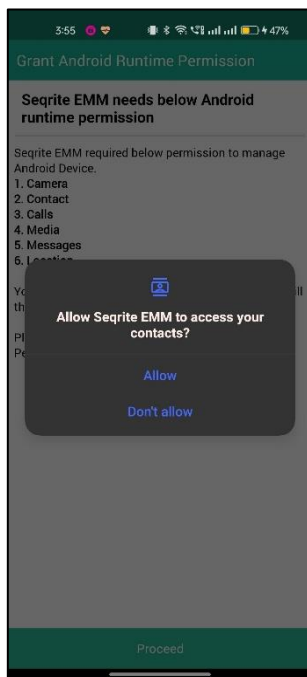 3:55 47%
Grant Android Runtime Permission
Seqrite EMM needs below Android
runtime permission
Seqrite EMM required below permission to manage
Android Device.
1. Camera
2. Contact
3. Calls
4. Media
5. Messages
6. Location
Allow Seqrite EMM to access your
contacts?
Allow
Don't allow
Proceed